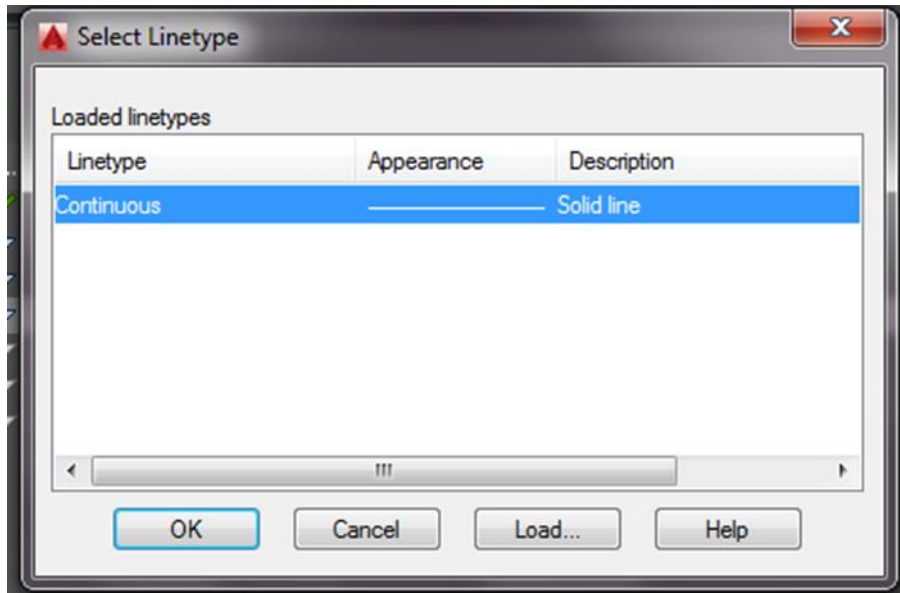 Select Linetype
Loaded linetypes
Linetype Appearance Description
Continuous Solid line
OK Cancel Load... Help